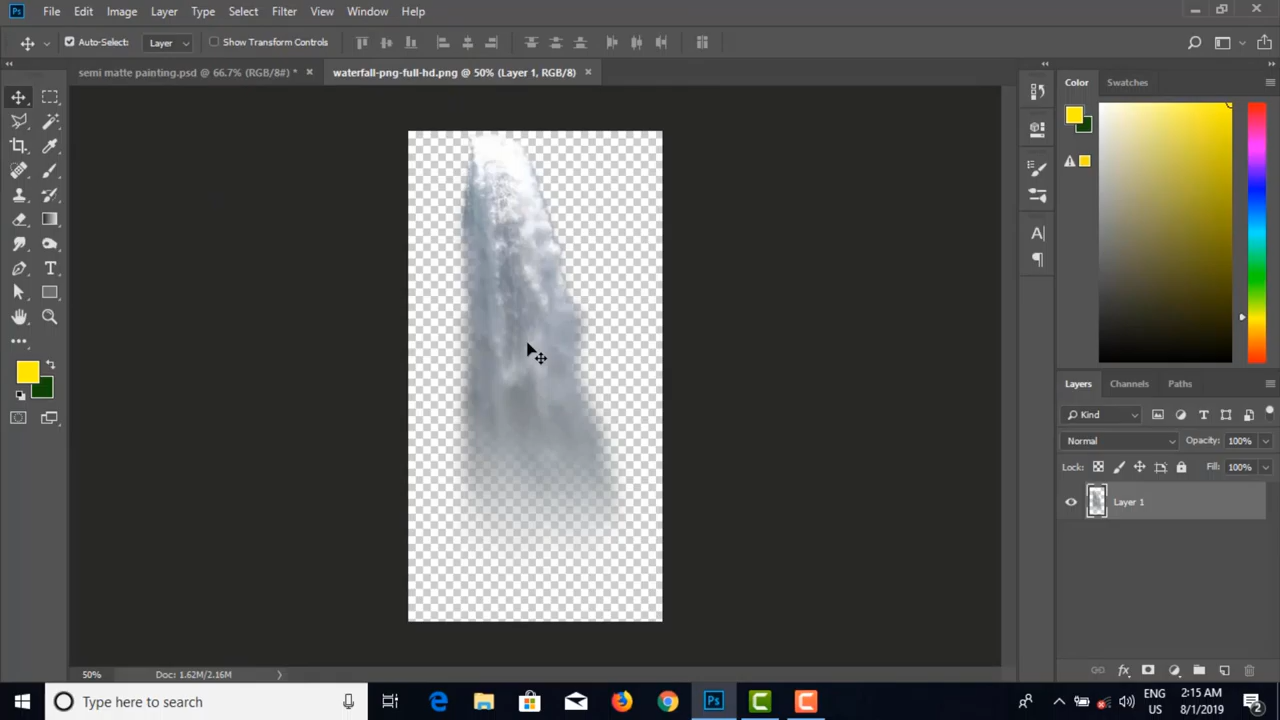 Ps File Edit Image Layer Type Select Filter View Window Help
Auto-Select: Layer Show Transform Controls
semi matte painting.psd @ 66.7% (RGB/8#) *
waterfall-png-full-hd.png @ 50% (Layer 1, RGB/8)
Color Swatches
Layers Channels Paths
Kind
Normal Opacity: 100%
Lock: Fill: 100%
Layer 1
50% Doc: 1.62M/2.16M
Type here to search
Ps
ENG
US
2:15 AM
8/1/2019
2